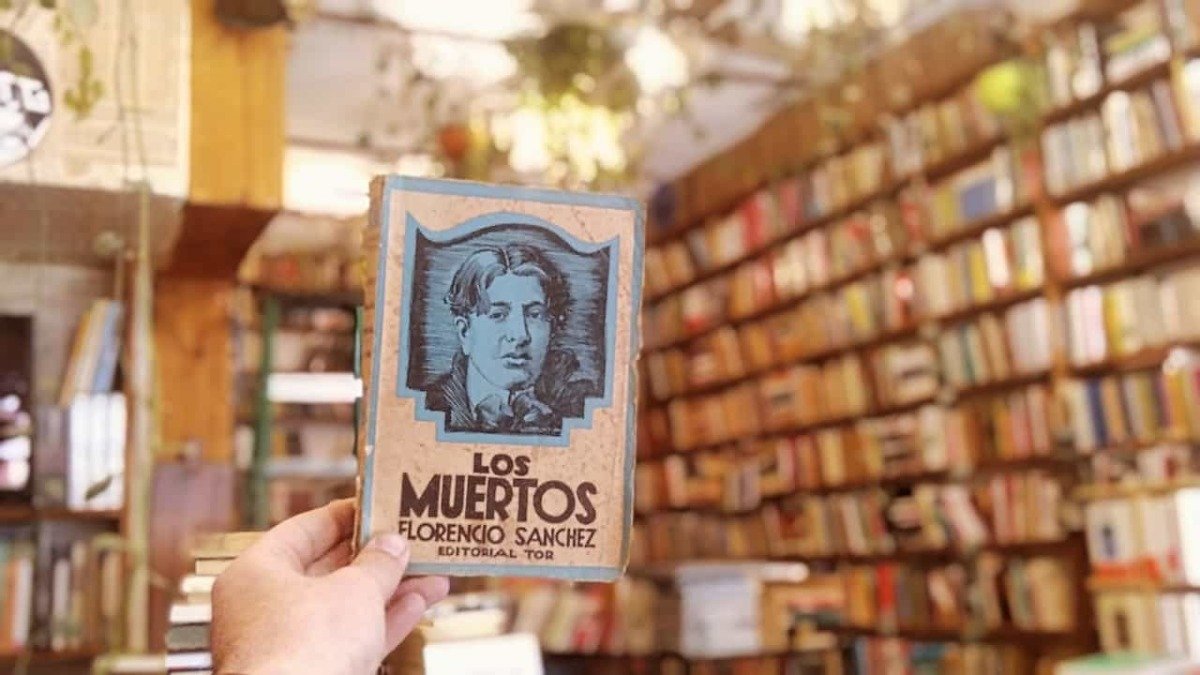 LOS
MUERTOS
FLORENCIO SANCHEZ
EDITORIAL TOR